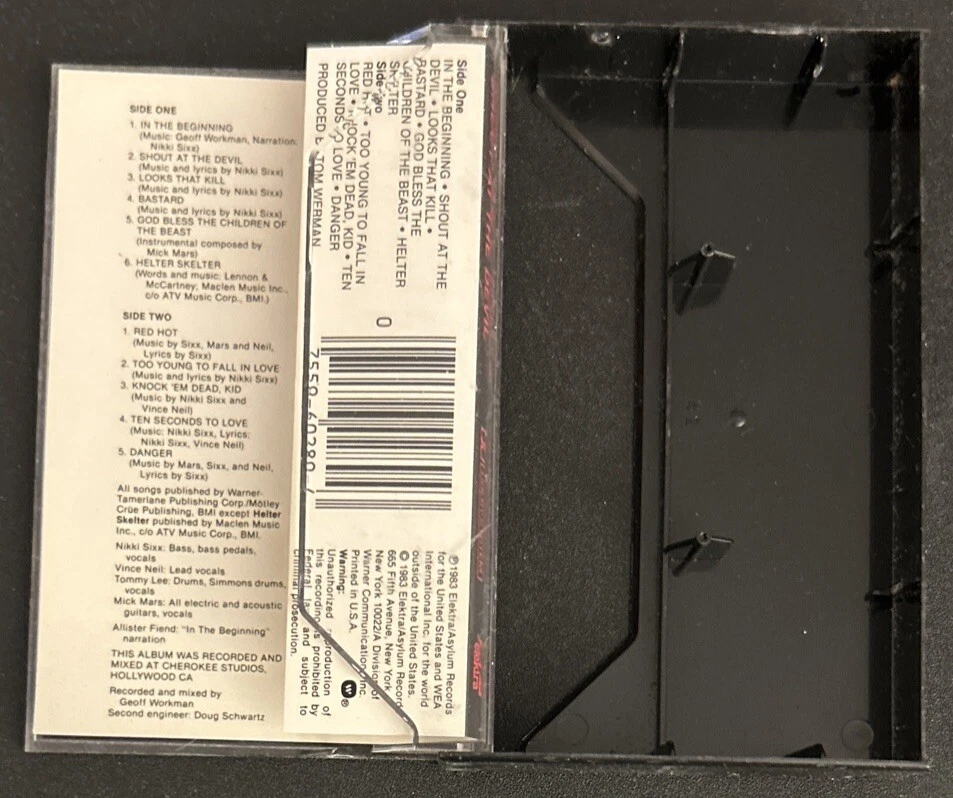 SIDE ONE
1. IN THE BEGINNING
(Music: Geoff Workman, Narration:
Nikki Sixx)
2. SHOUT AT THE DEVIL
(Music and lyrics by Nikki Sixx)
3. LOOKS THAT KILL
(Music and lyrics by Nikki Sixx)
4. BASTARD
(Music and lyrics by Nikki Sixx)
5. GOD BLESS THE CHILDREN OF
THE BEAST
(Instrumental composed by
Mick Mars)
6. HELTER SKELTER
(Words and music: Lennon &
McCartney, Maclen Music Inc.,
c/o ATV Music Corp., BMI.)
SIDE TWO
1. RED HOT
(Music by Sixx, Mars and Neil,
Lyrics by Sixx)
2. TOO YOUNG TO FALL IN LOVE
(Music and lyrics by Nikki Sixx)
3. KNOCK 'EM DEAD, KID
(Music by Nikki Sixx and
Vince Neil)
4. TEN SECONDS TO LOVE
(Music: Nikki Sixx, Lyrics:
Nikki Sixx, Vince Neil)
5. DANGER
(Music by Mars, Sixx, and Neil,
Lyrics by Sixx)
All songs published by Warner-
Tamerlane Publishing Corp./Mötley
Crüe Publishing, BMI except Helter
Skelter published by Maclen Music
Inc., c/o ATV Music Corp., BMI.
Nikki Sixx: Bass, bass pedals,
vocals
Vince Neil: Lead vocals
Tommy Lee: Drums, Simmons drums,
vocals
Mick Mars: All electric and acoustic
guitars, vocals
Allister Fiend: "In The Beginning"
narration
THIS ALBUM WAS RECORDED AND
MIXED AT CHEROKEE STUDIOS,
HOLLYWOOD CA
Recorded and mixed by
Geoff Workman
Second engineer: Doug Schwartz
Side One
IN THE BEGINNING • SHOUT AT THE
DEVIL • LOOKS THAT KILL •
BASTARD • GOD BLESS THE
CHILDREN OF THE BEAST • HELTER
SKELTER
Side Two
RED HOT • TOO YOUNG TO FALL IN
LOVE • KNOCK 'EM DEAD, KID • TEN
SECONDS TO LOVE • DANGER
PRODUCED BY TOM WERMAN
0
7559-60289-
℗1983 Elektra/Asylum Records
for the United States and WEA
International Inc. for the world
outside of the United States.
© 1983 Elektra/Asylum Records
665 Fifth Avenue, New York
New York 10022/A Division of
Warner Communications Inc.
Printed in U.S.A.
Warning:
Unauthorized reproduction of
this recording is prohibited by
Federal law and subject to
criminal prosecution.
W®
SHOUT AT THE DEVIL
elektra